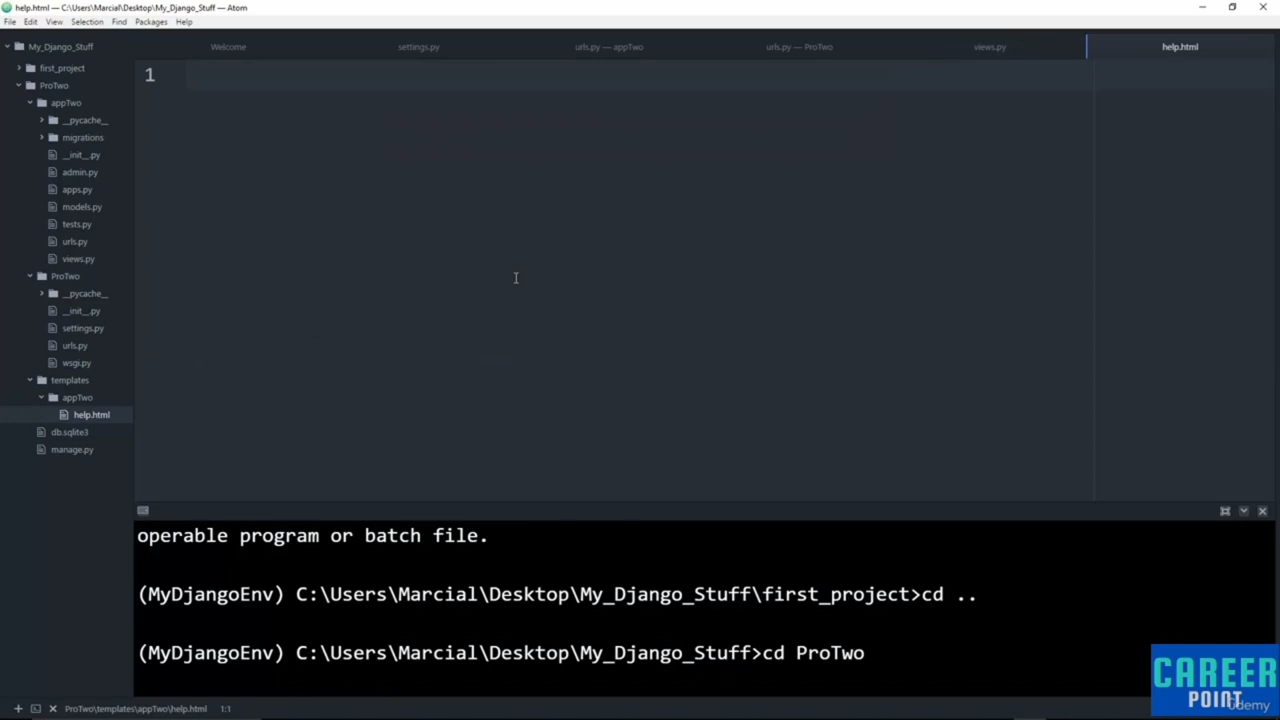 help.html — C:\Users\Marcial\Desktop\My_Django_Stuff — Atom
File Edit View Selection Find Packages Help
My_Django_Stuff
first_project
ProTwo
appTwo
__pycache__
migrations
__init__.py
admin.py
apps.py
models.py
tests.py
urls.py
views.py
ProTwo
__pycache__
__init__.py
settings.py
urls.py
wsgi.py
templates
appTwo
help.html
db.sqlite3
manage.py
Welcome settings.py urls.py — appTwo urls.py — ProTwo views.py help.html
1
operable program or batch file.
(MyDjangoEnv) C:\Users\Marcial\Desktop\My_Django_Stuff\first_project>cd ..
(MyDjangoEnv) C:\Users\Marcial\Desktop\My_Django_Stuff>cd ProTwo
ProTwo\templates\appTwo\help.html 1:1
CAREER
POINT
Udemy